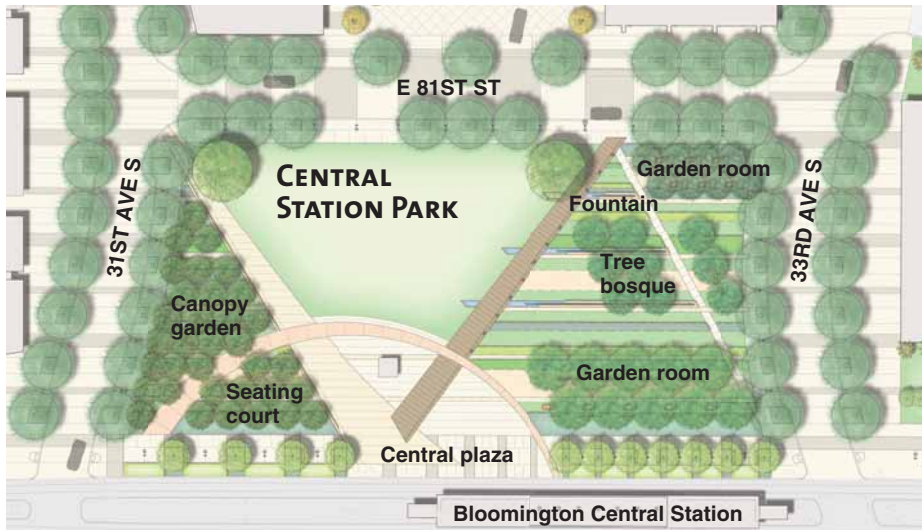 E 81ST ST
CENTRAL
STATION PARK
Garden room
31ST AVE S
33RD AVE S
Fountain
Tree
bosque
Canopy
garden
Garden room
Seating
court
Central plaza
Bloomington Central Station